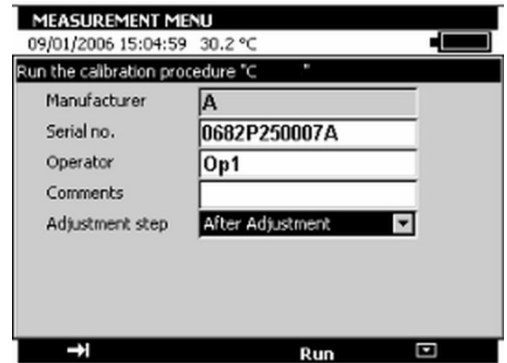 MEASUREMENT MENU
09/01/2006 15:04:59 30.2 °C
Run the calibration procedure "C "
Manufacturer A
Serial no. 0682P250007A
Operator Op1
Comments
Adjustment step After Adjustment
Run